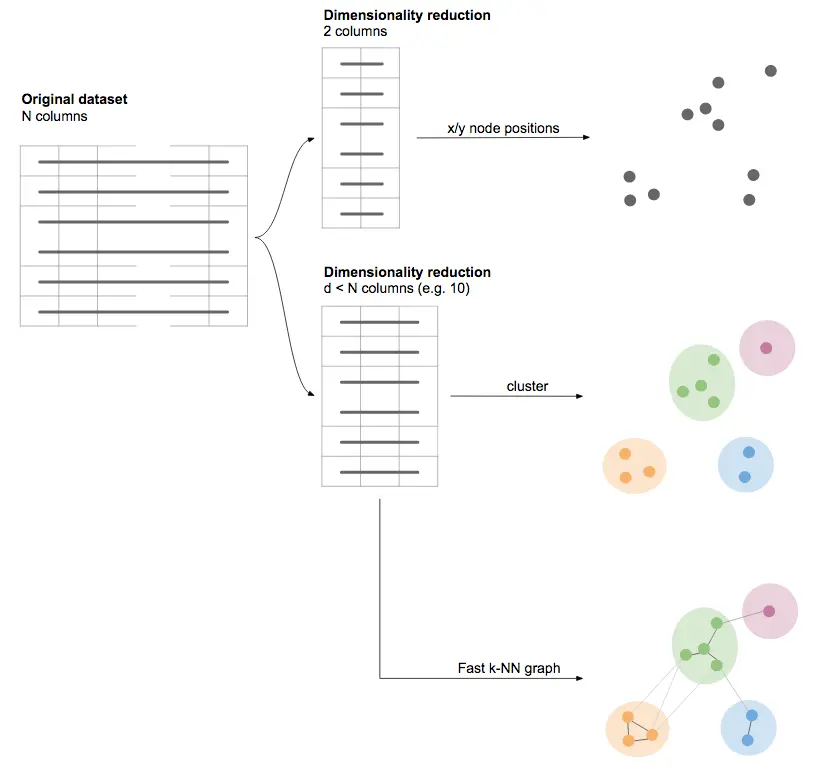 Dimensionality reduction
2 columns
Original dataset
N columns
x/y node positions
Dimensionality reduction
d < N columns (e.g. 10)
cluster
Fast k-NN graph